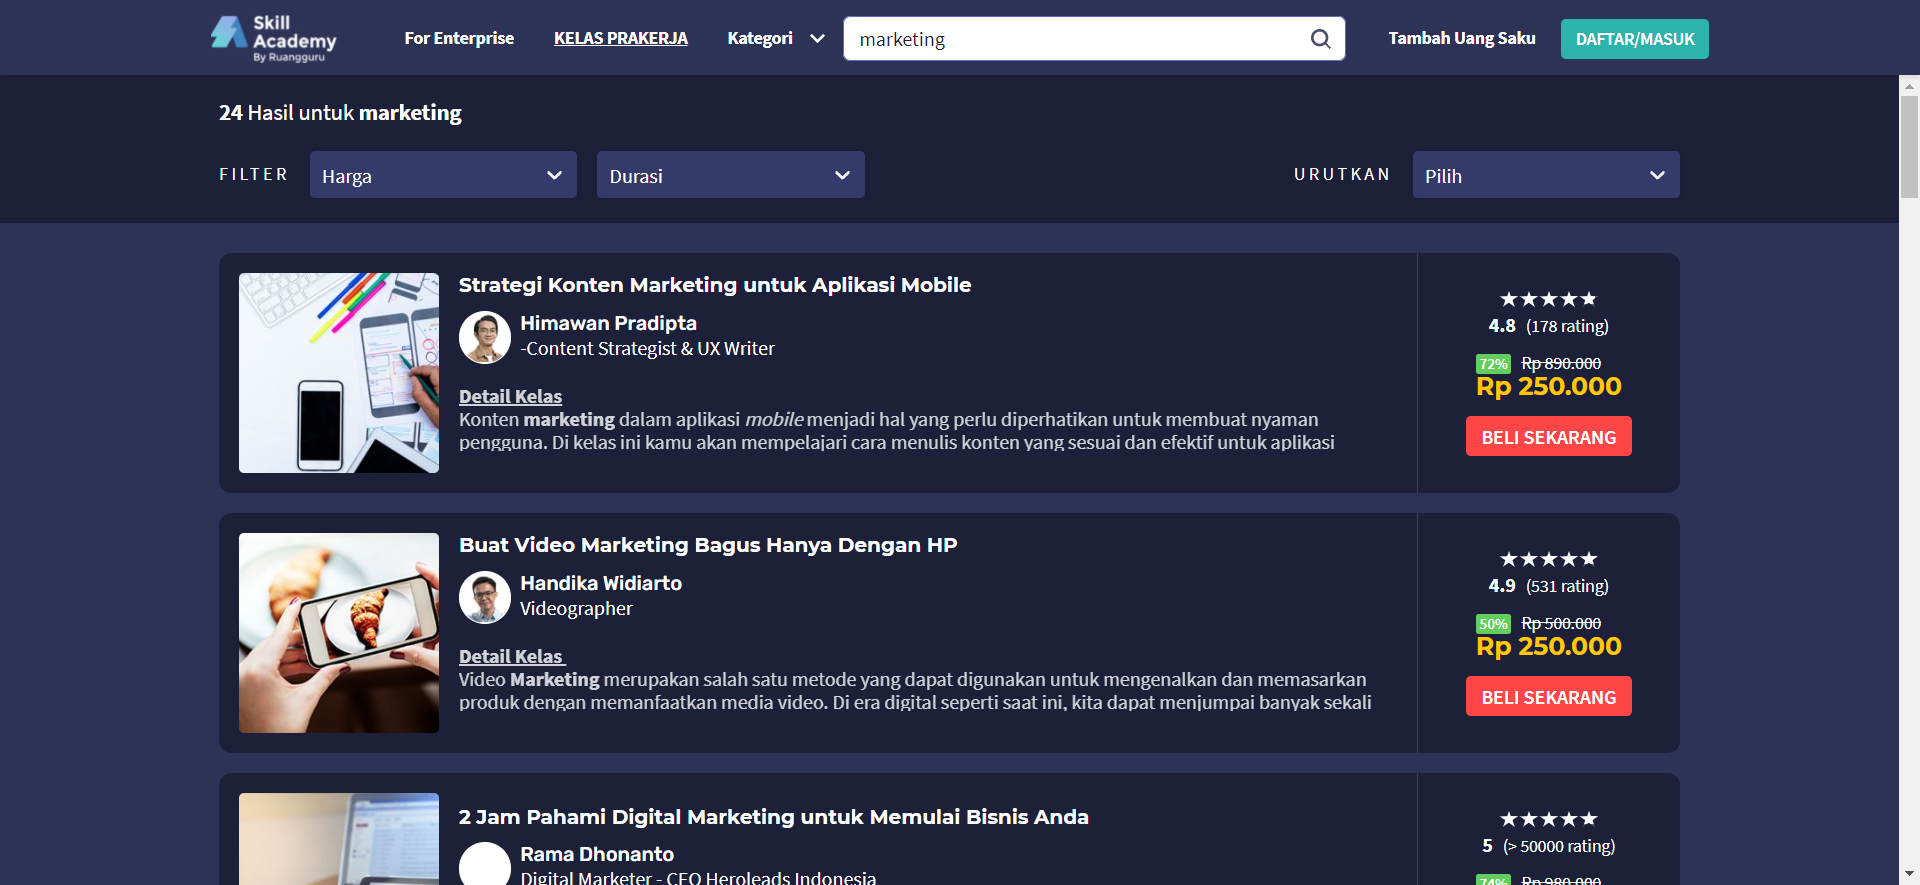 Skill
Academy
By Ruangguru
For Enterprise
KELAS PRAKERJA
Kategori
marketing
Tambah Uang Saku
DAFTAR/MASUK
24 Hasil untuk marketing
FILTER
Harga
Durasi
URUTKAN
Pilih
Strategi Konten Marketing untuk Aplikasi Mobile
Himawan Pradipta
-Content Strategist & UX Writer
Detail Kelas
Konten marketing dalam aplikasi mobile menjadi hal yang perlu diperhatikan untuk membuat nyaman
pengguna. Di kelas ini kamu akan mempelajari cara menulis konten yang sesuai dan efektif untuk aplikasi
4.8 (178 rating)
72% Rp 890.000
Rp 250.000
BELI SEKARANG
Buat Video Marketing Bagus Hanya Dengan HP
Handika Widiarto
Videographer
Detail Kelas
Video Marketing merupakan salah satu metode yang dapat digunakan untuk mengenalkan dan memasarkan
produk dengan memanfaatkan media video. Di era digital seperti saat ini, kita dapat menjumpai banyak sekali
4.9 (531 rating)
50% Rp 500.000
Rp 250.000
BELI SEKARANG
2 Jam Pahami Digital Marketing untuk Memulai Bisnis Anda
Rama Dhonanto
Digital Marketer - CEO Heroleads Indonesia
5 (> 50000 rating)
74% Rp 980.000